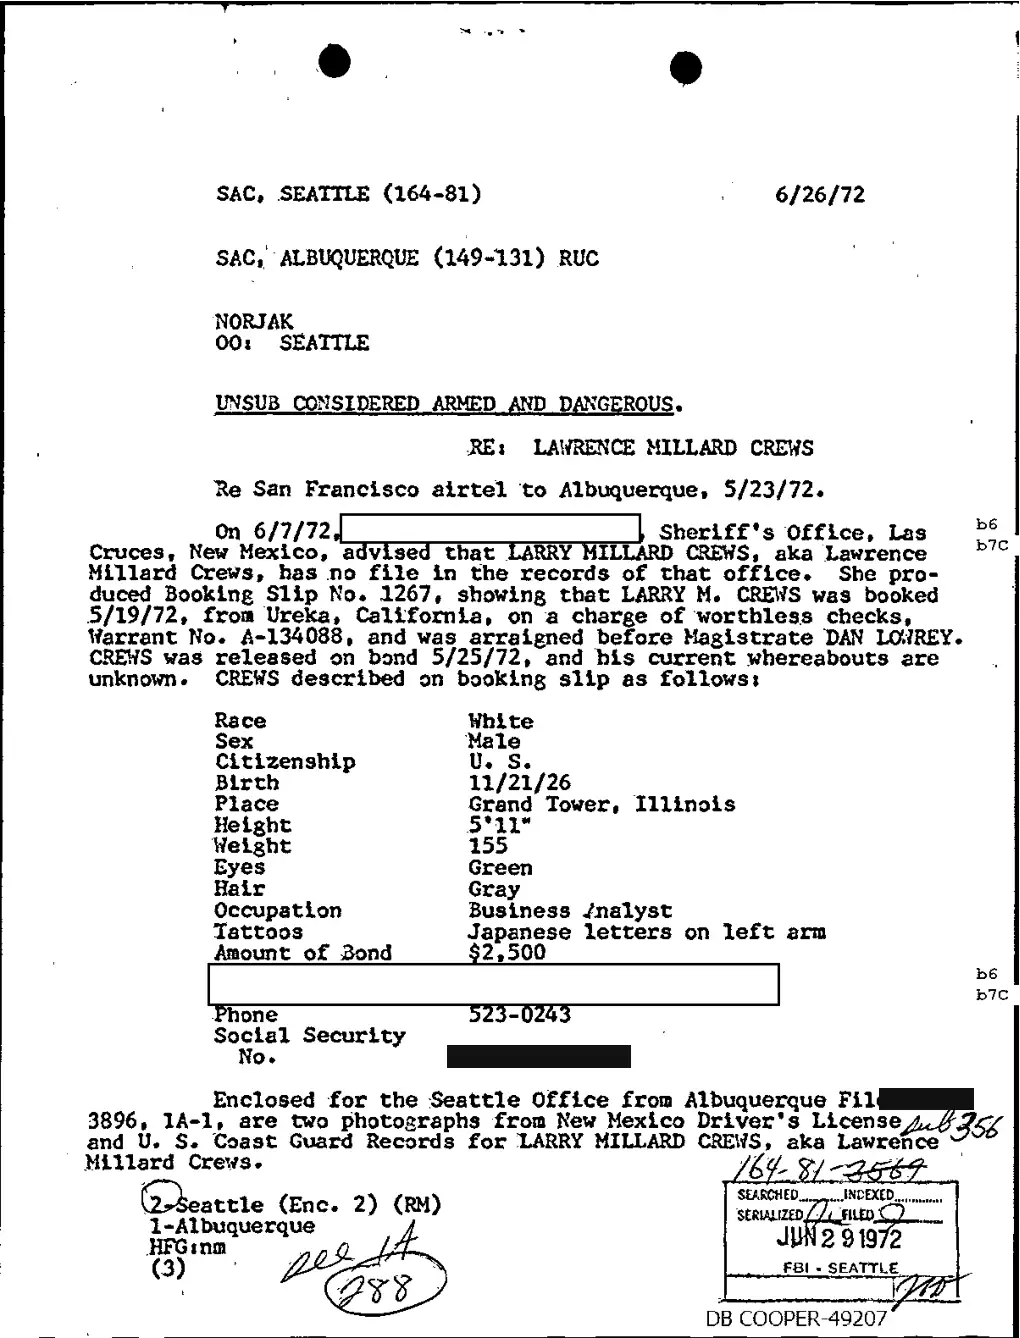 SAC, SEATTLE (164-81) 6/26/72
SAC, ALBUQUERQUE (149-131) RUC
NORJAK
OO: SEATTLE
UNSUB CONSIDERED ARMED AND DANGEROUS.
RE: LAWRENCE MILLARD CREWS
Re San Francisco airtel to Albuquerque, 5/23/72.
On 6/7/72, , Sheriff's Office, Las b6
Cruces, New Mexico, advised that LARRY MILLARD CREWS, aka Lawrence b7C
Millard Crews, has no file in the records of that office. She pro-
duced Booking Slip No. 1267, showing that LARRY M. CREWS was booked
5/19/72, from Ureka, California, on a charge of worthless checks,
Warrant No. A-134088, and was arraigned before Magistrate DAN LOWREY.
CREWS was released on bond 5/25/72, and his current whereabouts are
unknown. CREWS described on booking slip as follows:
Race White
Sex Male
Citizenship U. S.
Birth 11/21/26
Place Grand Tower, Illinois
Height 5'11"
Weight 155
Eyes Green
Hair Gray
Occupation Business Analyst
Tattoos Japanese letters on left arm
Amount of Bond $2,500
b6
b7C
Phone 523-0243
Social Security
No.
Enclosed for the Seattle Office from Albuquerque File
3896, 1A-1, are two photographs from New Mexico Driver's License
and U. S. Coast Guard Records for LARRY MILLARD CREWS, aka Lawrence
Millard Crews.
sub 356
164-81-3569
2-Seattle (Enc. 2) (RM)
1-Albuquerque
HFG:nm
(3)
see 1A
288
SEARCHED INDEXED
SERIALIZED FILED
JUN 29 1972
FBI - SEATTLE
DB COOPER-49207